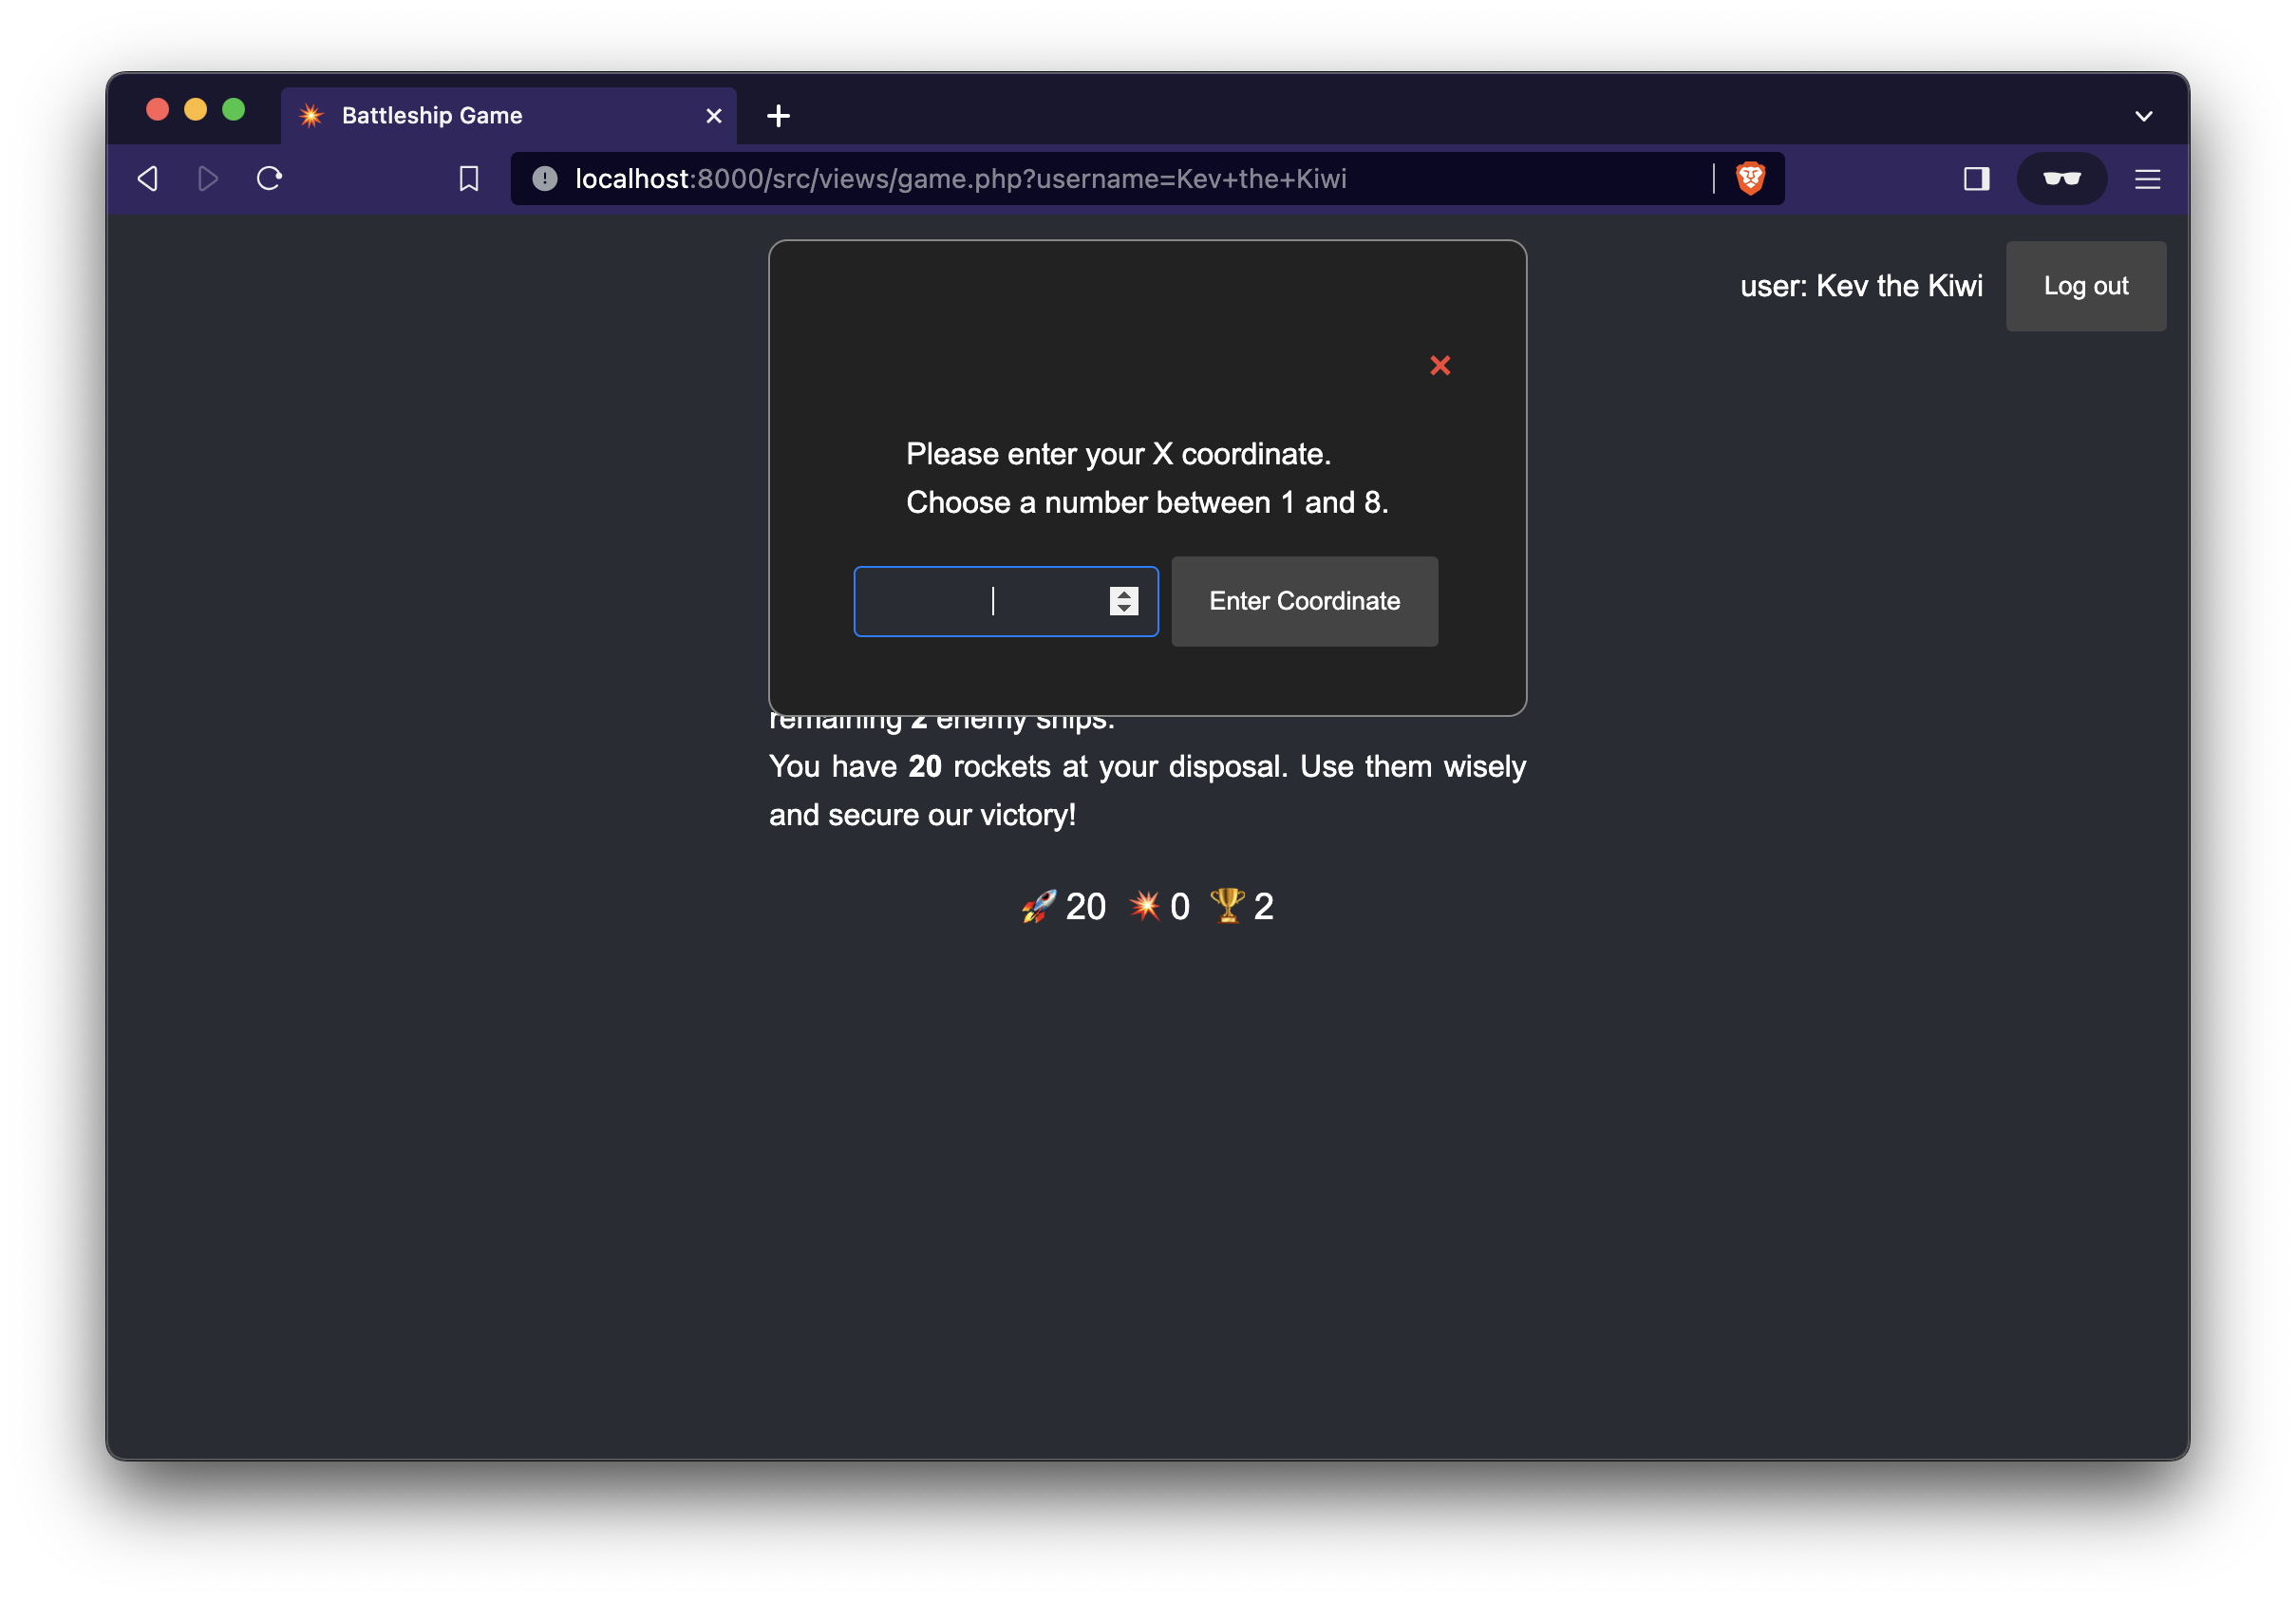 Battleship Game
localhost:8000/src/views/game.php?username=Kev+the+Kiwi
user: Kev the Kiwi
Log out
Please enter your X coordinate.
Choose a number between 1 and 8.
Enter Coordinate
remaining 2 enemy ships.
You have 20 rockets at your disposal. Use them wisely
and secure our victory!
🚀 20 💥 0 🏆 2